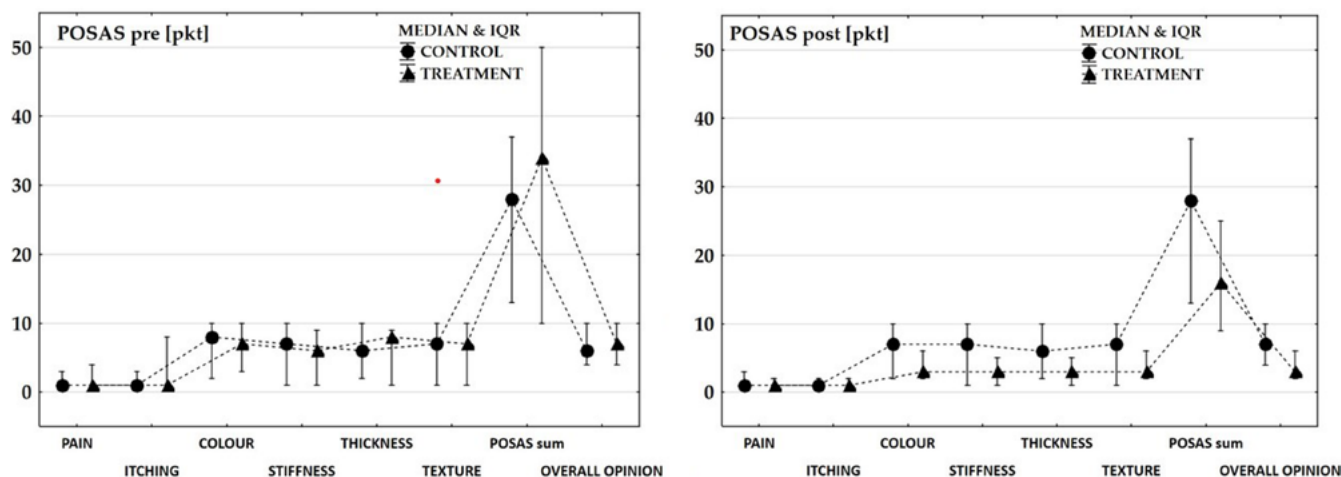 POSAS pre [pkt]
MEDIAN & IQR
CONTROL
TREATMENT
50
40
30
20
10
0
PAIN
ITCHING
COLOUR
STIFFNESS
THICKNESS
TEXTURE
POSAS sum
OVERALL OPINION
POSAS post [pkt]
MEDIAN & IQR
CONTROL
TREATMENT
50
40
30
20
10
0
PAIN
ITCHING
COLOUR
STIFFNESS
THICKNESS
TEXTURE
POSAS sum
OVERALL OPINION